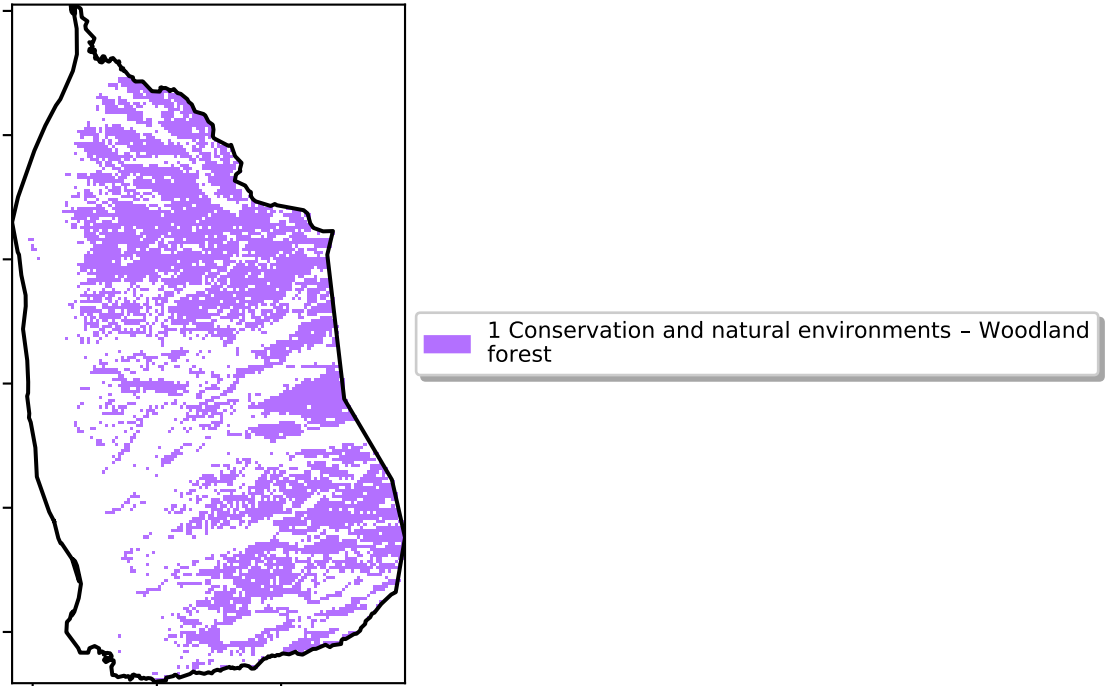 1 Conservation and natural environments – Woodland
forest